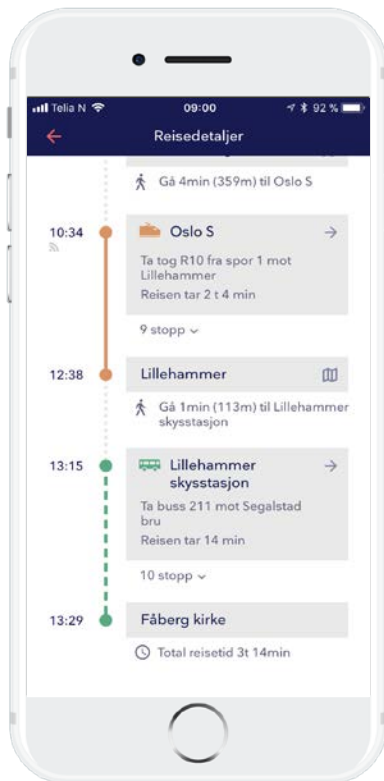 Telia N 09:00 92 %
Reisedetaljer
Gå 4min (359m) til Oslo S
10:34 Oslo S
Ta tog R10 fra spor 1 mot
Lillehammer
Reisen tar 2 t 4 min
9 stopp
12:38 Lillehammer
Gå 1min (113m) til Lillehammer
skysstasjon
13:15 Lillehammer
skysstasjon
Ta buss 211 mot Segalstad
bru
Reisen tar 14 min
10 stopp
13:29 Fåberg kirke
Total reisetid 3t 14min